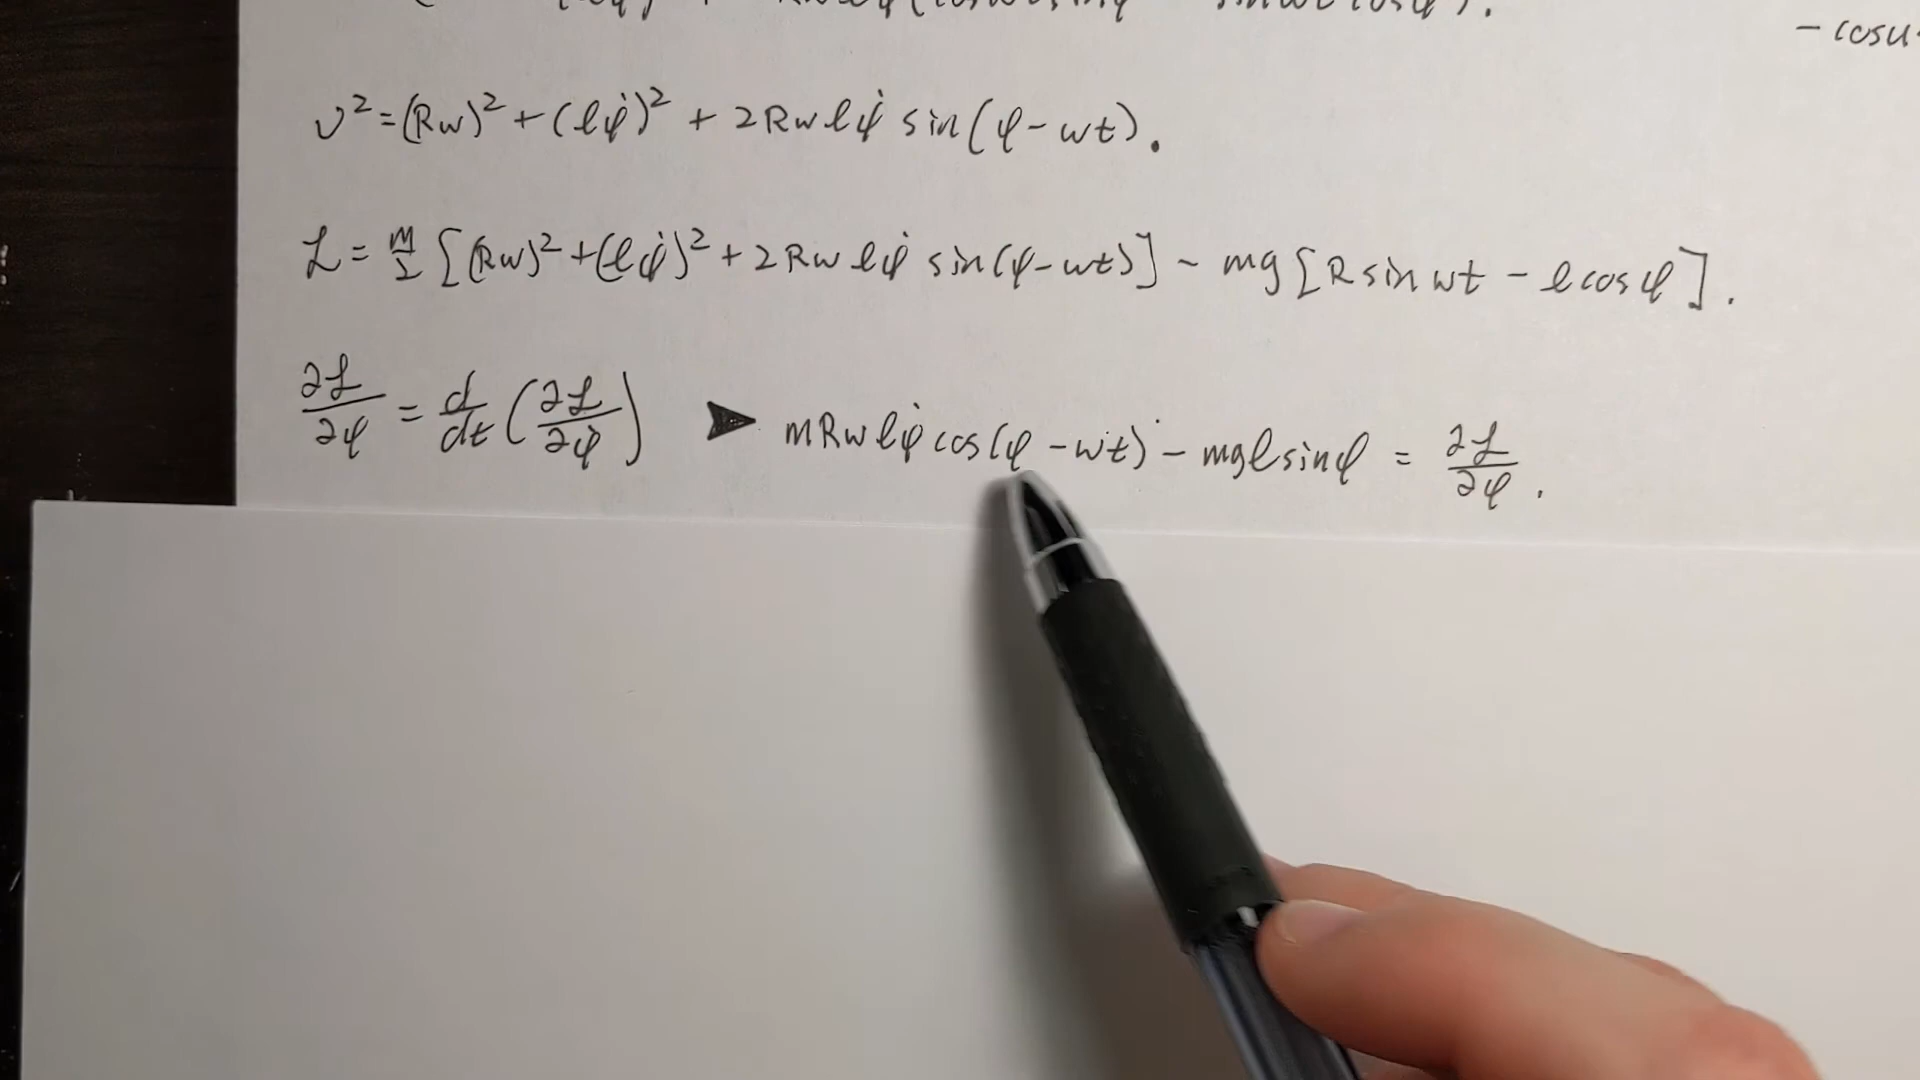 - cosω
v² = (Rω)² + (lφ̇)² + 2Rωlφ̇ sin(φ - ωt).
ℒ = m/2 [(Rω)² + (lφ̇)² + 2Rωlφ̇ sin(φ - ωt)] - mg[R sin ωt - l cos φ].
∂ℒ/∂φ = d/dt (∂ℒ/∂φ̇) ➤ mRωlφ̇ cos(φ - ωt) - mgl sin φ = ∂ℒ/∂φ.